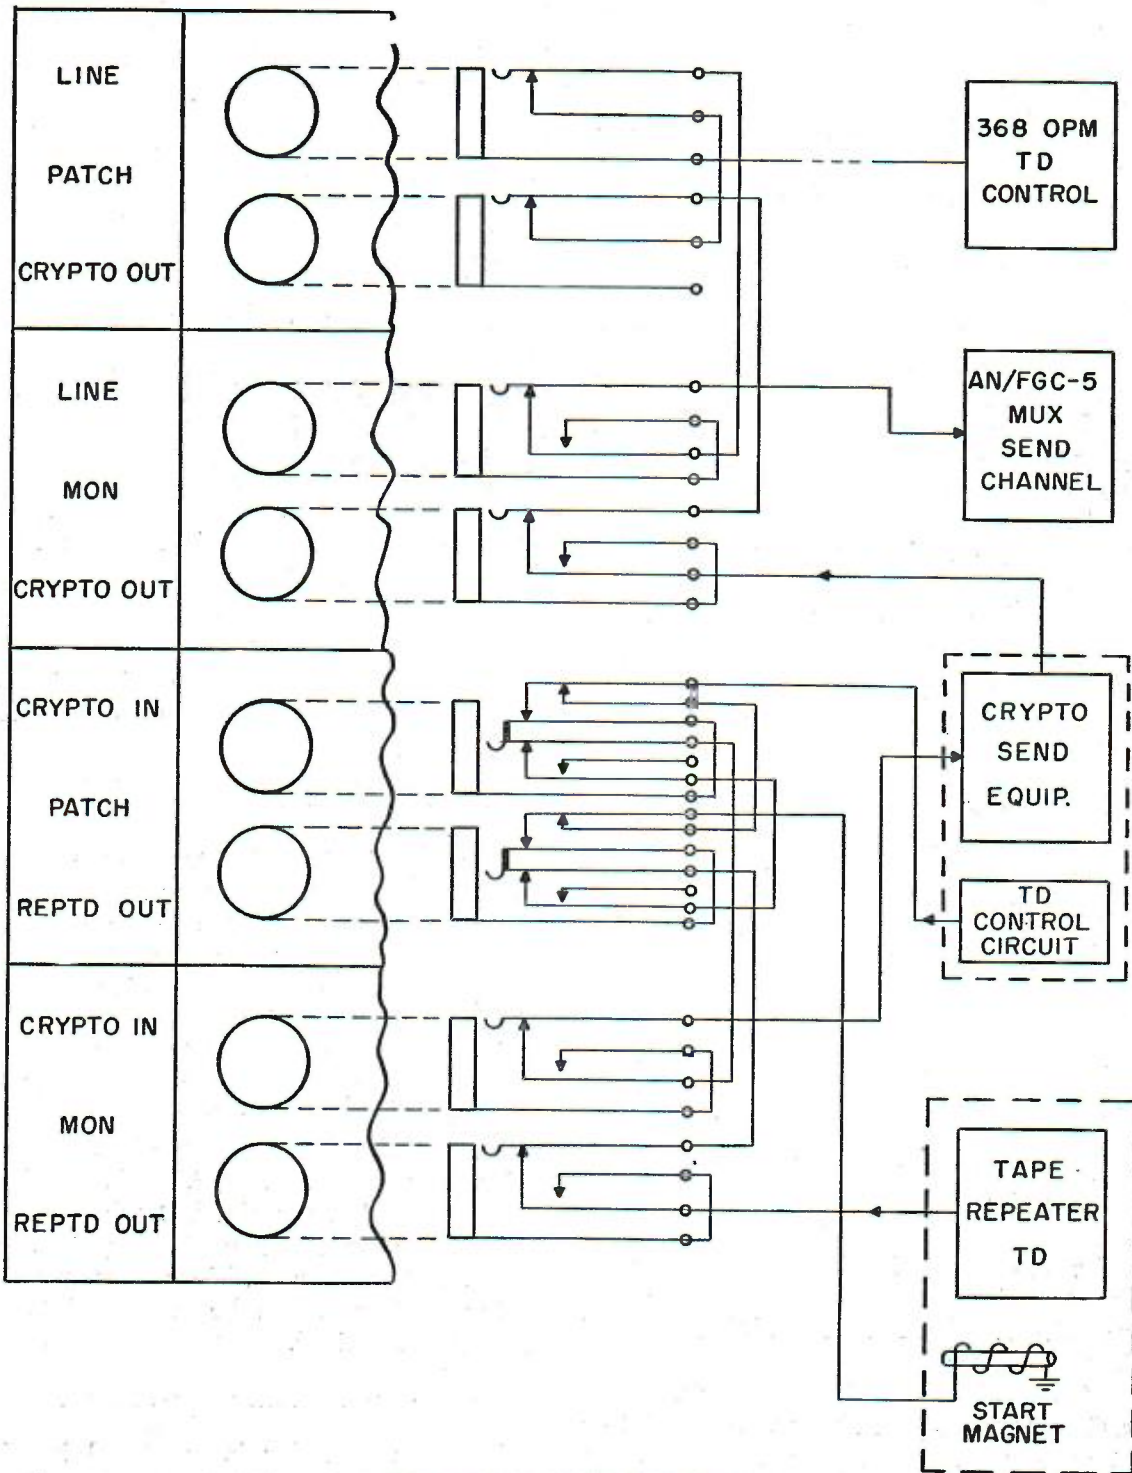 LINE
PATCH
CRYPTO OUT
LINE
MON
CRYPTO OUT
CRYPTO IN
PATCH
REPTD OUT
CRYPTO IN
MON
REPTD OUT
368 OPM
TD
CONTROL
AN/FGC-5
MUX
SEND
CHANNEL
CRYPTO
SEND
EQUIP.
TD
CONTROL
CIRCUIT
TAPE
REPEATER
TD
START
MAGNET